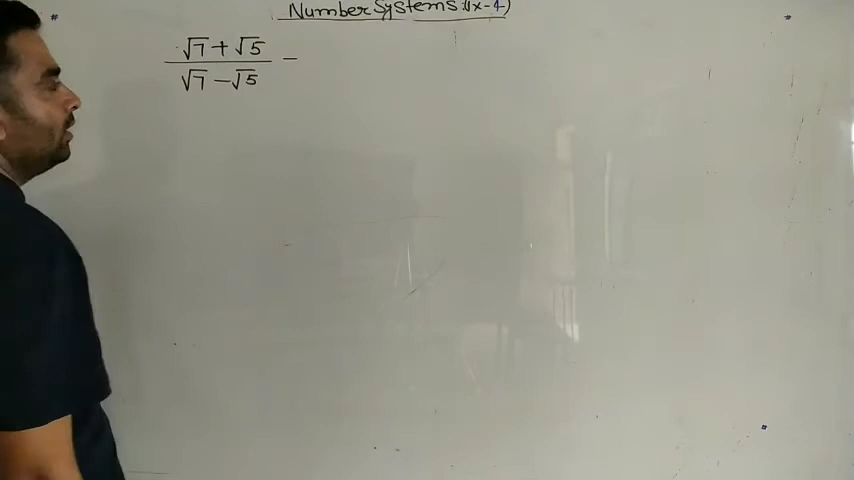 Number Systems (Ix-4)
√7 + √5 / √7 - √5 -